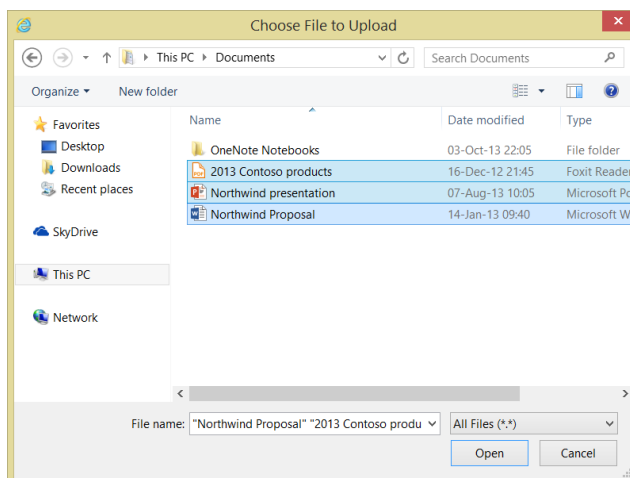 Choose File to Upload
This PC Documents Search Documents
Organize New folder
Name Date modified Type
Favorites
Desktop
Downloads
Recent places
SkyDrive
This PC
Network
OneNote Notebooks 03-Oct-13 22:05 File folder
PDF 2013 Contoso products 16-Dec-12 21:45 Foxit Reader
Northwind presentation 07-Aug-13 10:05 Microsoft Po
Northwind Proposal 14-Jan-13 09:40 Microsoft W
File name: "Northwind Proposal" "2013 Contoso produ All Files (*.*)
Open Cancel